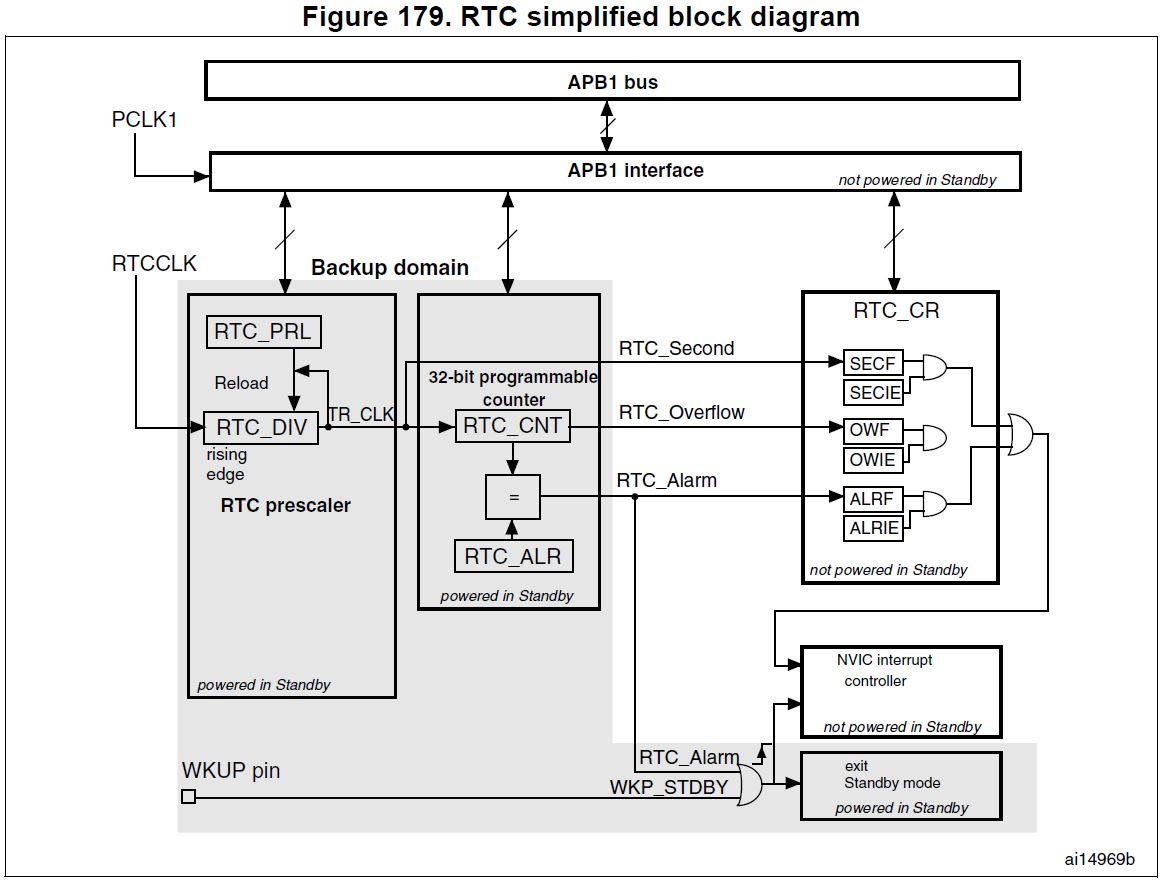 Figure 179. RTC simplified block diagram
APB1 bus
PCLK1
APB1 interface
not powered in Standby
RTCCLK
Backup domain
RTC_PRL
Reload
RTC_DIV
TR_CLK
rising
edge
RTC prescaler
powered in Standby
32-bit programmable
counter
RTC_CNT
=
RTC_ALR
powered in Standby
RTC_Second
RTC_Overflow
RTC_Alarm
RTC_CR
SECF
SECIE
OWF
OWIE
ALRF
ALRIE
not powered in Standby
NVIC interrupt
controller
not powered in Standby
WKUP pin
RTC_Alarm
WKP_STDBY
exit
Standby mode
powered in Standby
ai14969b